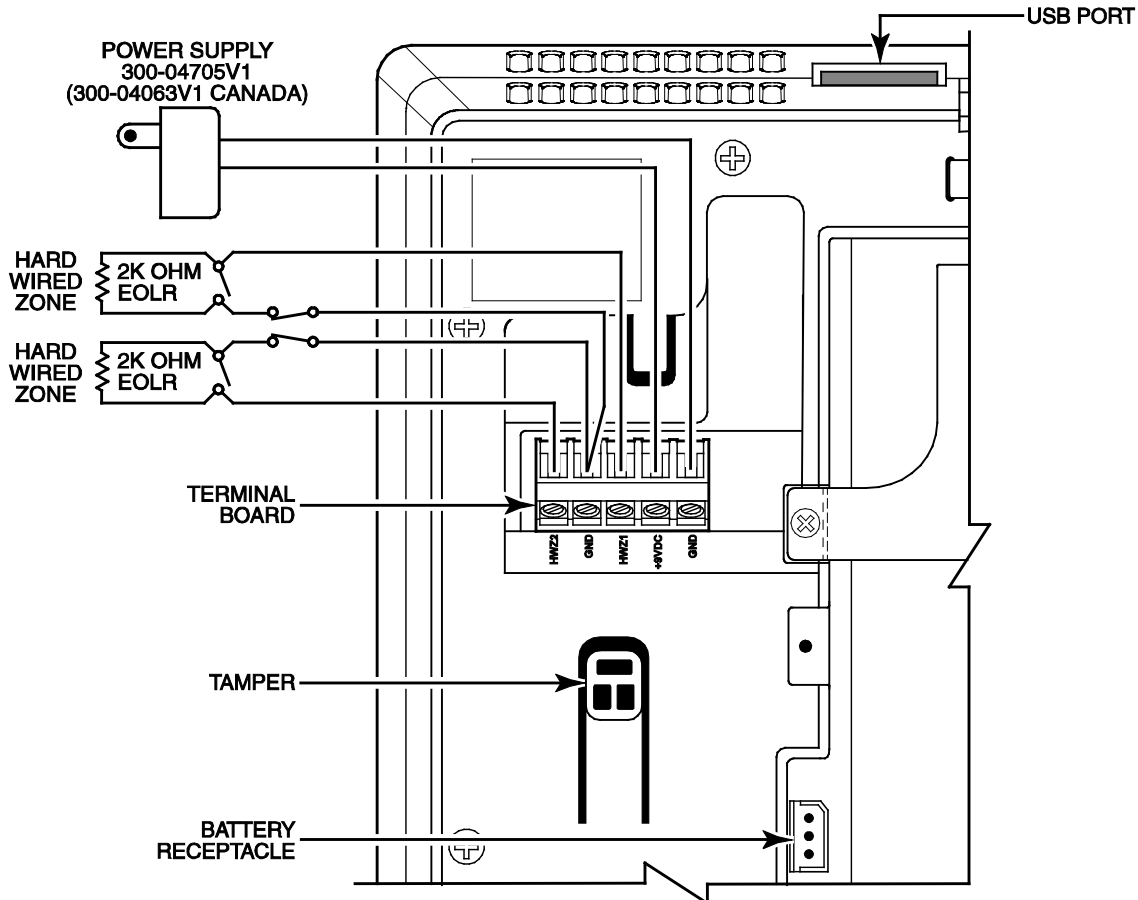 USB PORT
POWER SUPPLY
300-04705V1
(300-04063V1 CANADA)
HARD
WIRED
ZONE
2K OHM
EOLR
HARD
WIRED
ZONE
2K OHM
EOLR
TERMINAL
BOARD
HWZ2
GND
HWZ1
+9VDC
GND
TAMPER
BATTERY
RECEPTACLE